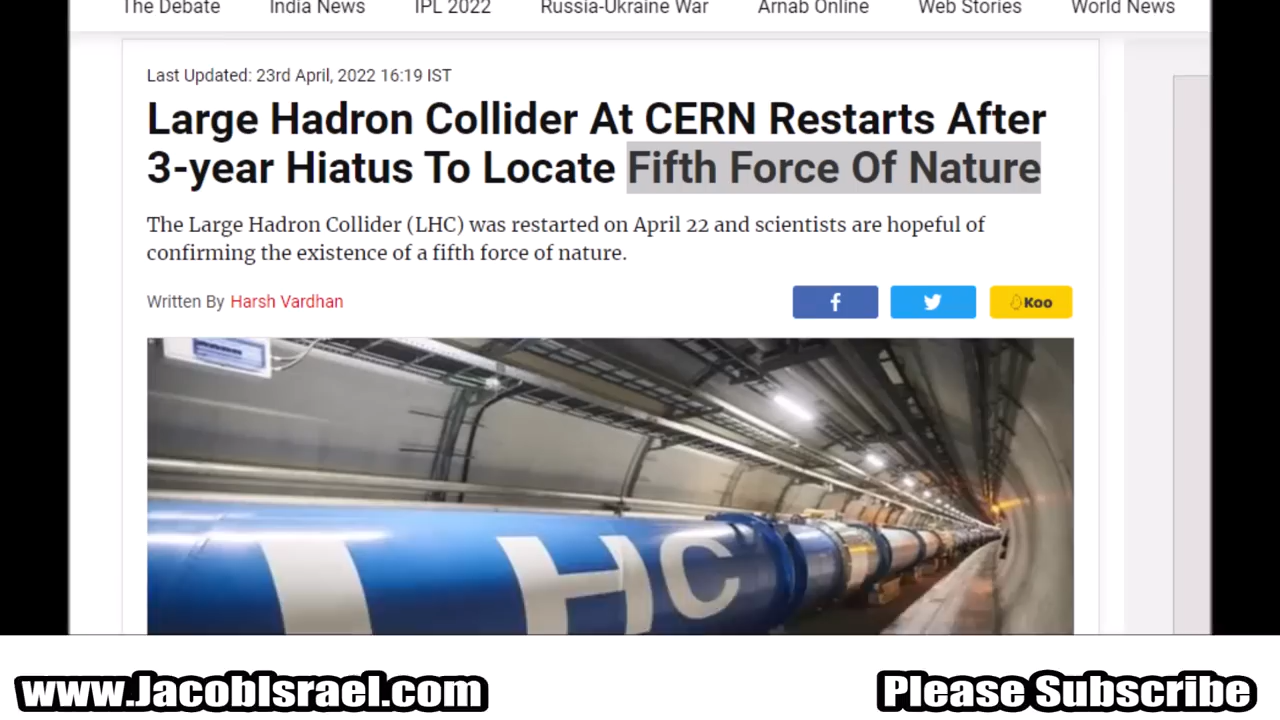 The Debate India News IPL 2022 Russia-Ukraine War Arnab Online Web Stories World News
Last Updated: 23rd April, 2022 16:19 IST
Large Hadron Collider At CERN Restarts After
3-year Hiatus To Locate Fifth Force Of Nature
The Large Hadron Collider (LHC) was restarted on April 22 and scientists are hopeful of
confirming the existence of a fifth force of nature.
Written By Harsh Vardhan
Koo
LHC
www.JacobIsrael.com
Please Subscribe